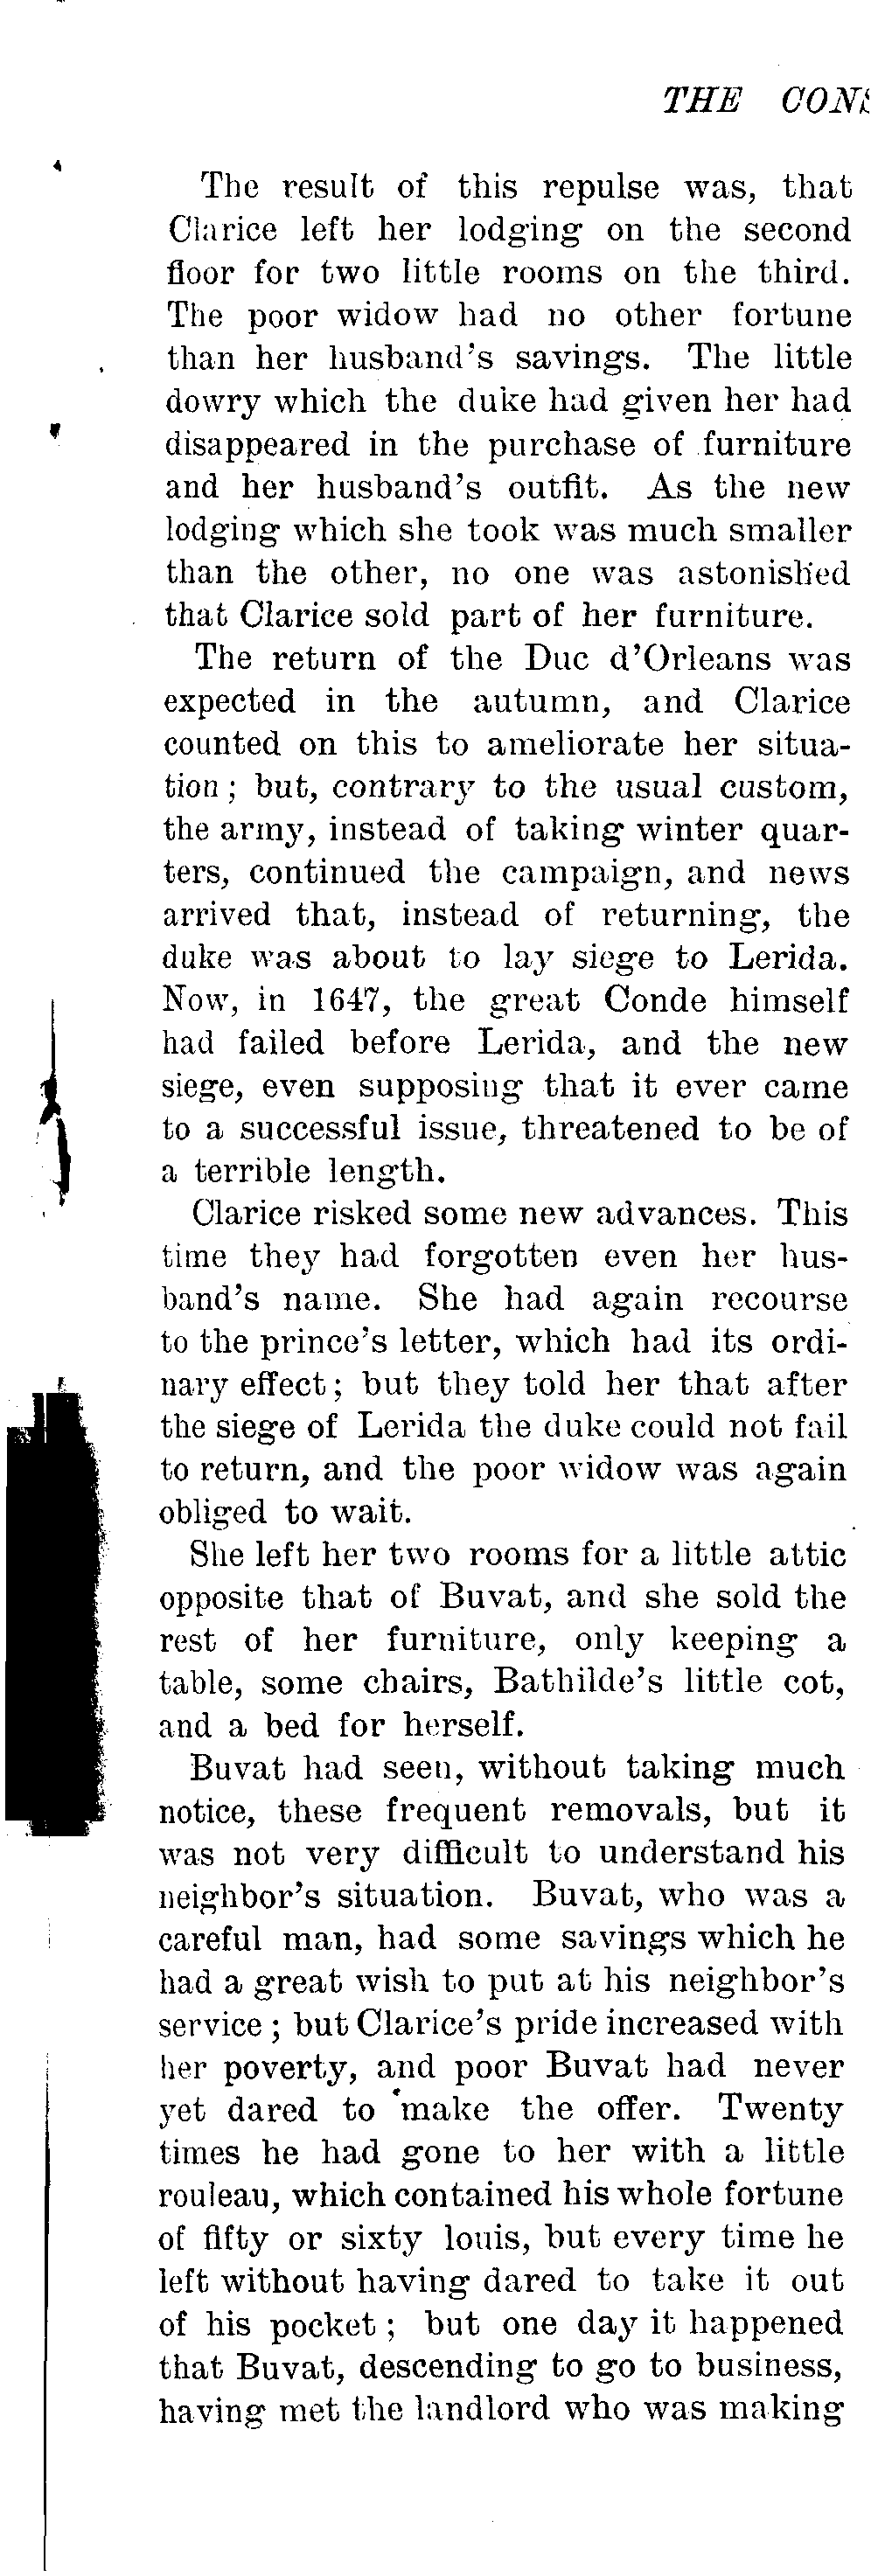 THE CONS
The result of this repulse was, that
Clarice left her lodging on the second
floor for two little rooms on the third.
The poor widow had no other fortune
than her husband's savings. The little
dowry which the duke had given her had
disappeared in the purchase of furniture
and her husband's outfit. As the new
lodging which she took was much smaller
than the other, no one was astonished
that Clarice sold part of her furniture.
The return of the Duc d'Orleans was
expected in the autumn, and Clarice
counted on this to ameliorate her situa-
tion; but, contrary to the usual custom,
the army, instead of taking winter quar-
ters, continued the campaign, and news
arrived that, instead of returning, the
duke was about to lay siege to Lerida.
Now, in 1647, the great Conde himself
had failed before Lerida, and the new
siege, even supposing that it ever came
to a successful issue, threatened to be of
a terrible length.
Clarice risked some new advances. This
time they had forgotten even her hus-
band's name. She had again recourse
to the prince's letter, which had its ordi-
nary effect; but they told her that after
the siege of Lerida the duke could not fail
to return, and the poor widow was again
obliged to wait.
She left her two rooms for a little attic
opposite that of Buvat, and she sold the
rest of her furniture, only keeping a
table, some chairs, Bathilde's little cot,
and a bed for herself.
Buvat had seen, without taking much
notice, these frequent removals, but it
was not very difficult to understand his
neighbor's situation. Buvat, who was a
careful man, had some savings which he
had a great wish to put at his neighbor's
service; but Clarice's pride increased with
her poverty, and poor Buvat had never
yet dared to make the offer. Twenty
times he had gone to her with a little
rouleau, which contained his whole fortune
of fifty or sixty louis, but every time he
left without having dared to take it out
of his pocket; but one day it happened
that Buvat, descending to go to business,
having met the landlord who was making